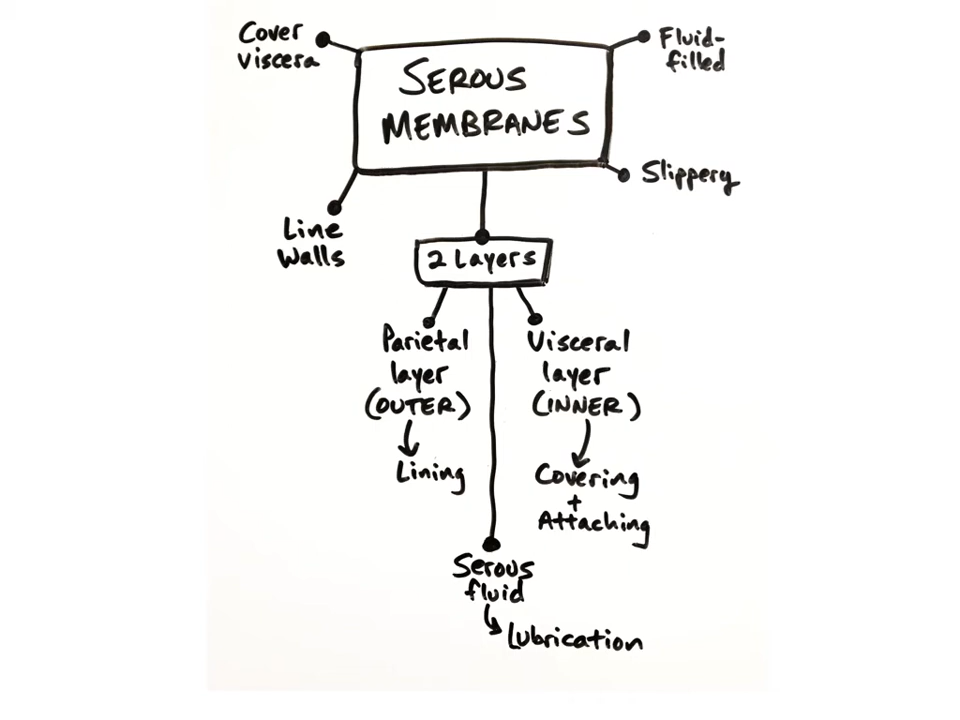 Cover
viscera
Fluid-
filled
SEROUS
MEMBRANES
Slippery
Line
Walls
2 Layers
Parietal
layer
(OUTER)
Lining
Visceral
layer
(INNER)
Covering
+
Attaching
Serous
fluid
Lubrication